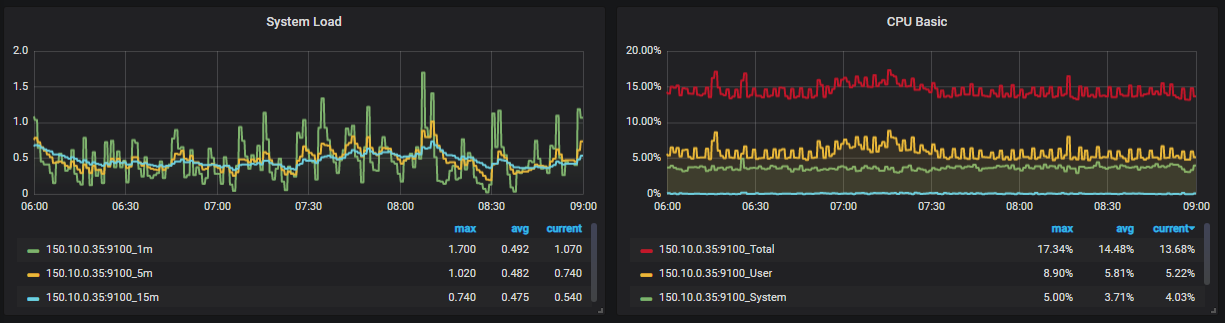 System Load
2.0
1.5
1.0
0.5
0
06:00 06:30 07:00 07:30 08:00 08:30 09:00
max avg current
150.10.0.35:9100_1m 1.700 0.492 1.070
150.10.0.35:9100_5m 1.020 0.482 0.740
150.10.0.35:9100_15m 0.740 0.475 0.540
CPU Basic
20.00%
15.00%
10.00%
5.00%
0%
06:00 06:30 07:00 07:30 08:00 08:30 09:00
max avg current
150.10.0.35:9100_Total 17.34% 14.48% 13.68%
150.10.0.35:9100_User 8.90% 5.81% 5.22%
150.10.0.35:9100_System 5.00% 3.71% 4.03%